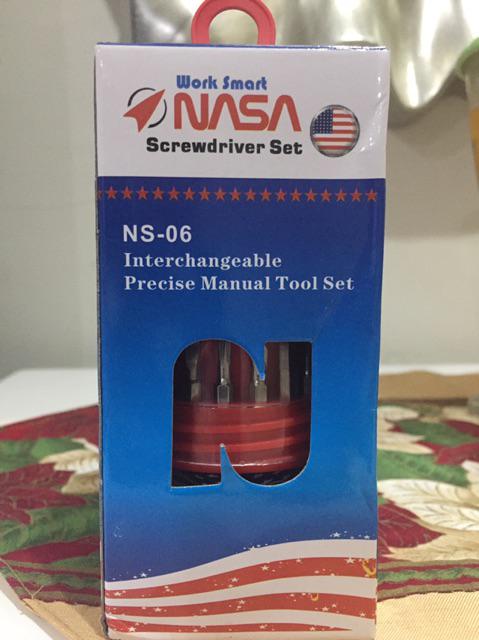 Work Smart
NASA
Screwdriver Set
NS-06
Interchangeable
Precise Manual Tool Set